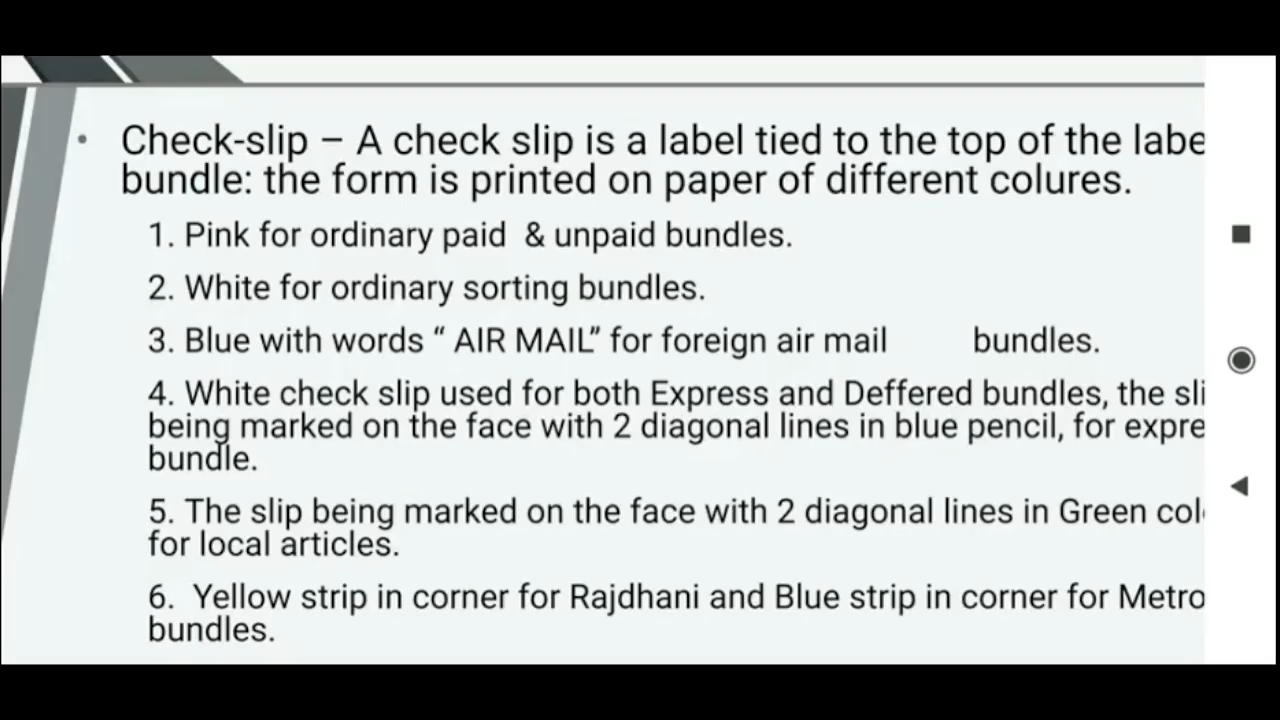 • Check-slip – A check slip is a label tied to the top of the
bundle: the form is printed on paper of different colures.
1. Pink for ordinary paid & unpaid bundles.
2. White for ordinary sorting bundles.
3. Blue with words “ AIR MAIL” for foreign air mail bundles.
4. White check slip used for both Express and Deffered bundles, the
being marked on the face with 2 diagonal lines in blue pencil, for
bundle.
5. The slip being marked on the face with 2 diagonal lines in Green
for local articles.
6. Yellow strip in corner for Rajdhani and Blue strip in corner for Metro
bundles.